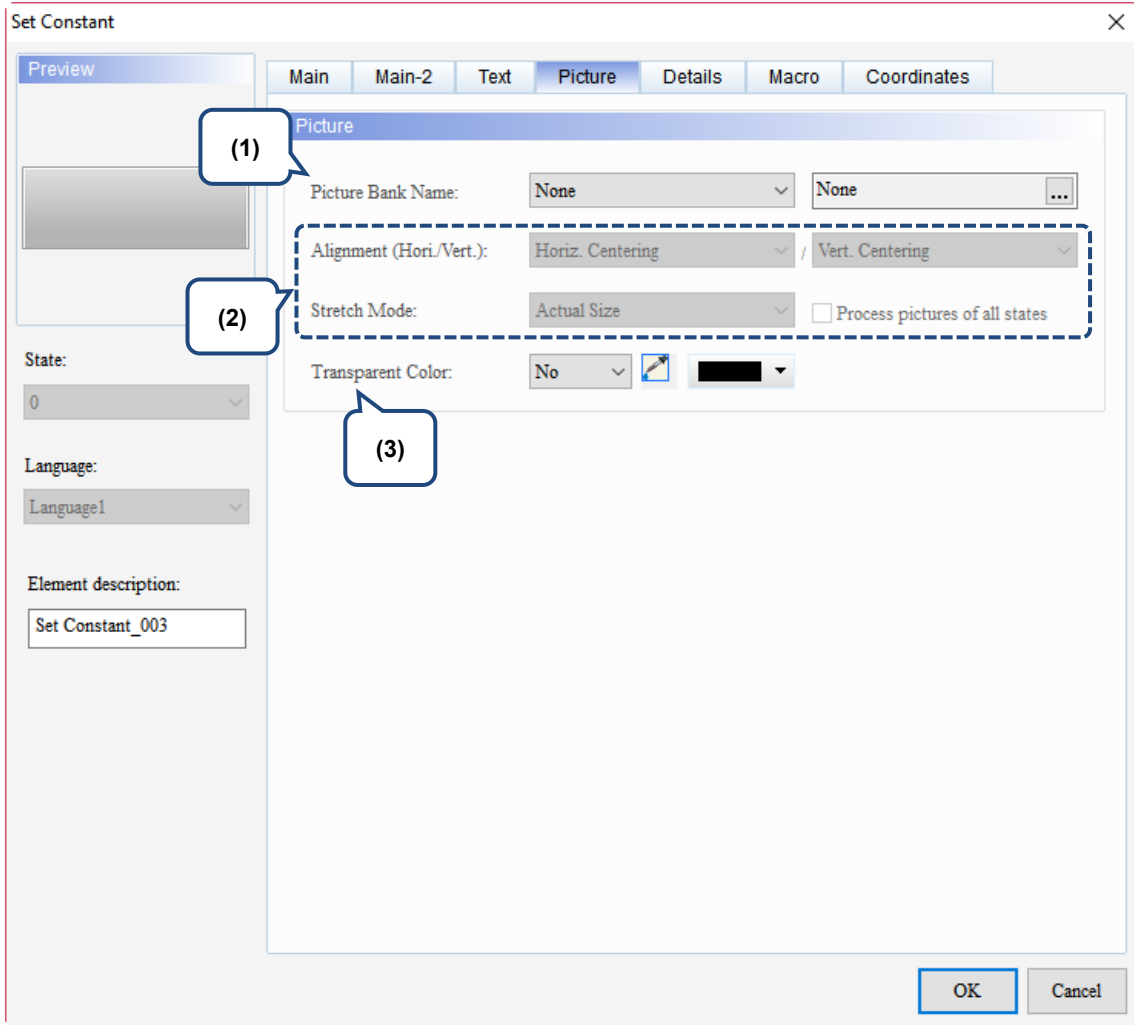 Set Constant
Preview
Main Main-2 Text Picture Details Macro Coordinates
Picture
(1)
Picture Bank Name: None None ...
Alignment (Hori./Vert.): Horiz. Centering / Vert. Centering
(2)
Stretch Mode: Actual Size Process pictures of all states
State:
0
Transparent Color: No
(3)
Language:
Language1
Element description:
Set Constant_003
OK Cancel